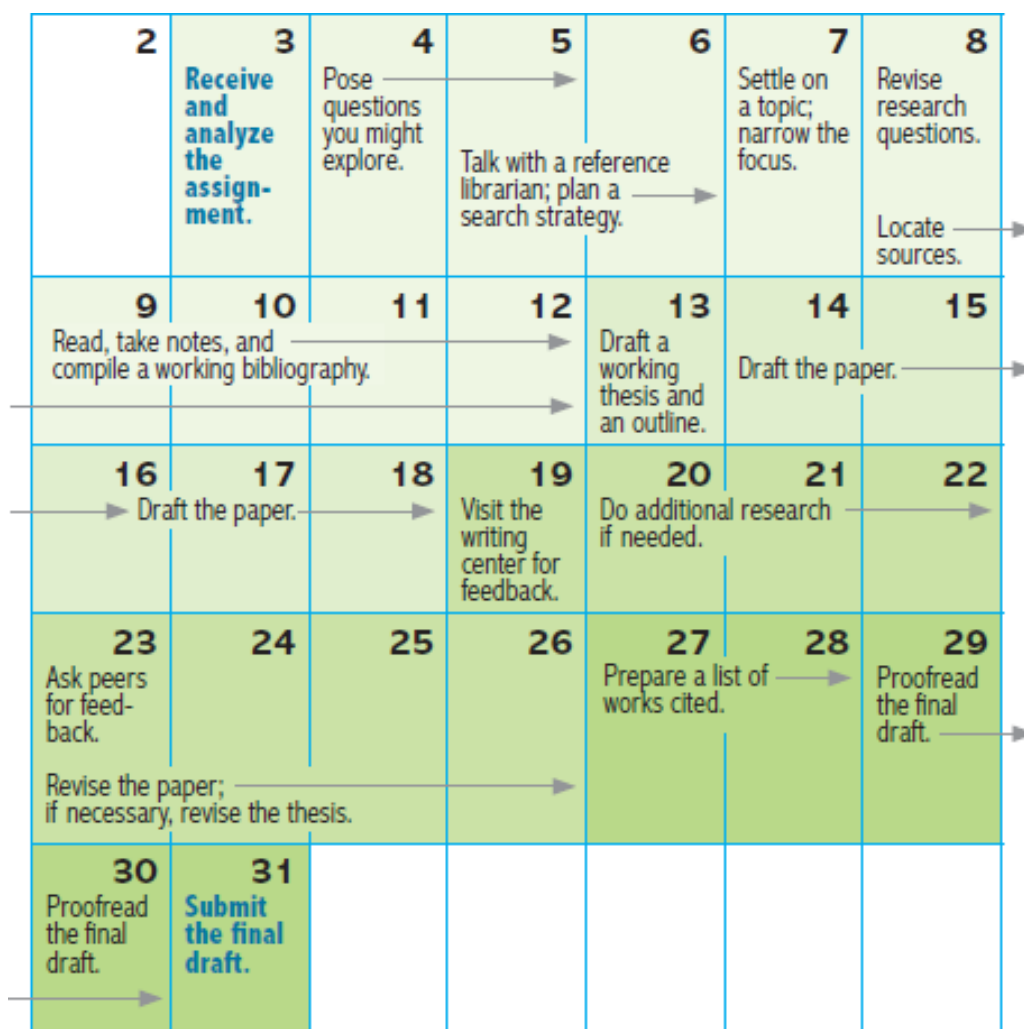 2 3 4 5 6 7 8
Receive
and
analyze
the
assign-
ment.
Pose
questions
you might
explore.
Talk with a reference
librarian; plan a
search strategy.
Settle on
a topic;
narrow the
focus.
Revise
research
questions.
Locate
sources.
9 10 11 12 13 14 15
Read, take notes, and
compile a working bibliography.
Draft a
working
thesis and
an outline.
Draft the paper.
16 17 18 19 20 21 22
Draft the paper.
Visit the
writing
center for
feedback.
Do additional research
if needed.
23 24 25 26 27 28 29
Ask peers
for feed-
back.
Revise the paper;
if necessary, revise the thesis.
Prepare a list of
works cited.
Proofread
the final
draft.
30 31
Proofread
the final
draft.
Submit
the final
draft.